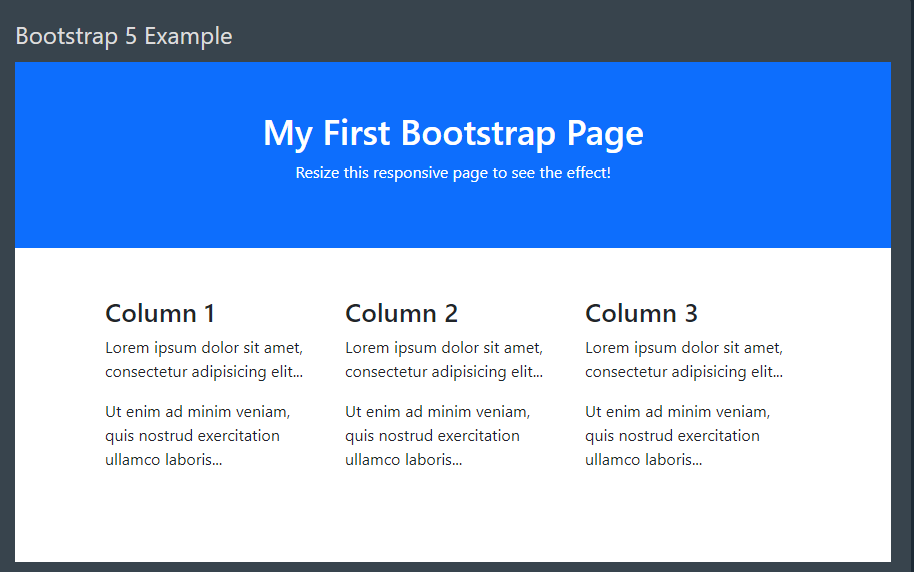 Bootstrap 5 Example
My First Bootstrap Page
Resize this responsive page to see the effect!
Column 1
Lorem ipsum dolor sit amet,
consectetur adipisicing elit...
Ut enim ad minim veniam,
quis nostrud exercitation
ullamco laboris...
Column 2
Lorem ipsum dolor sit amet,
consectetur adipisicing elit...
Ut enim ad minim veniam,
quis nostrud exercitation
ullamco laboris...
Column 3
Lorem ipsum dolor sit amet,
consectetur adipisicing elit...
Ut enim ad minim veniam,
quis nostrud exercitation
ullamco laboris...